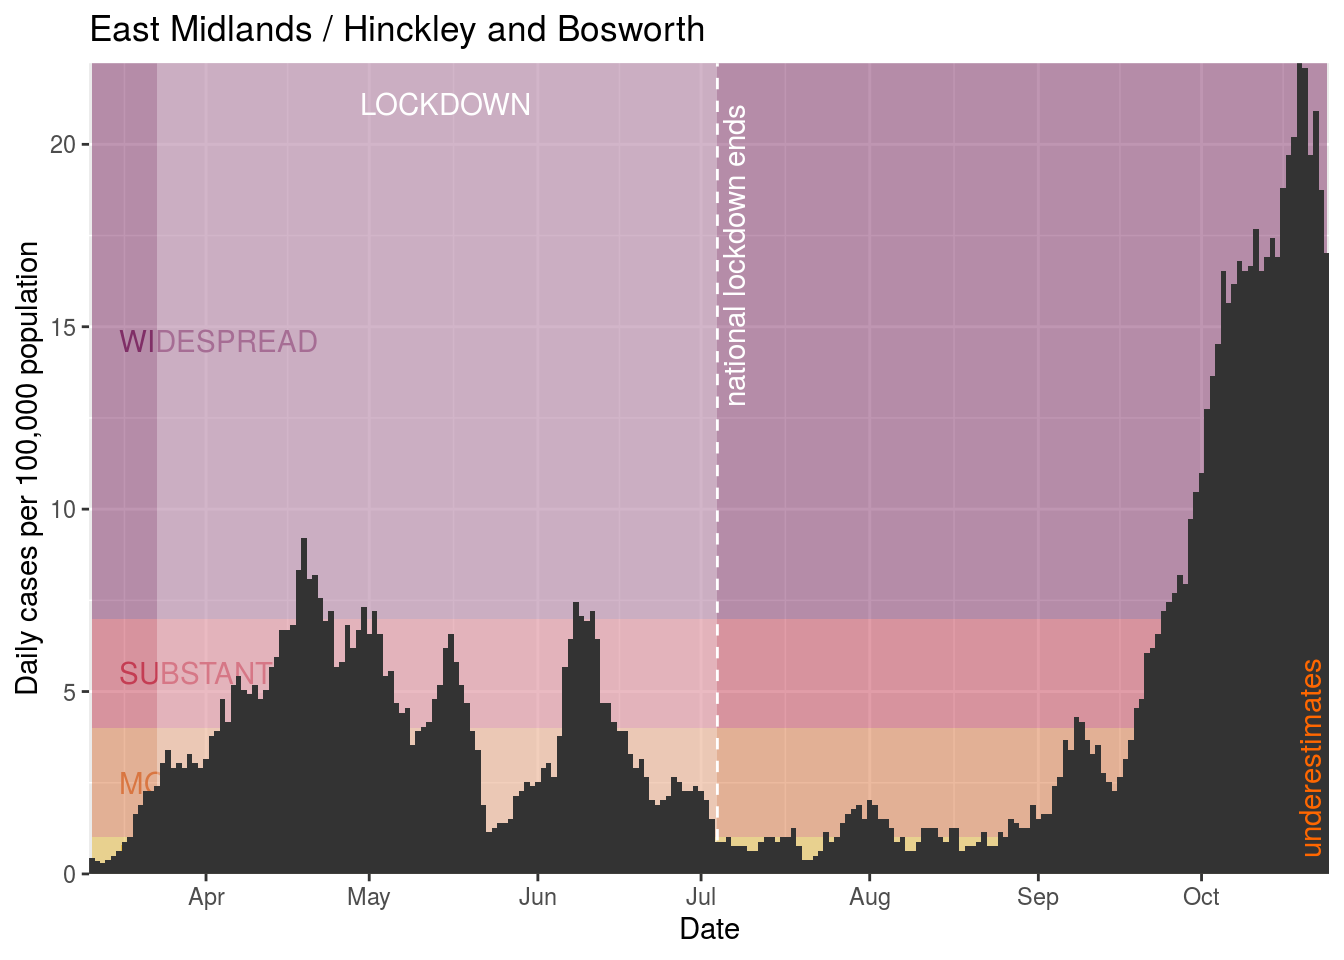 East Midlands / Hinckley and Bosworth
LOCKDOWN
national lockdown ends
WIDESPREAD
SUBSTANT
MO
underestimates
Daily cases per 100,000 population
20
15
10
5
0
Apr
May
Jun
Jul
Aug
Sep
Oct
Date